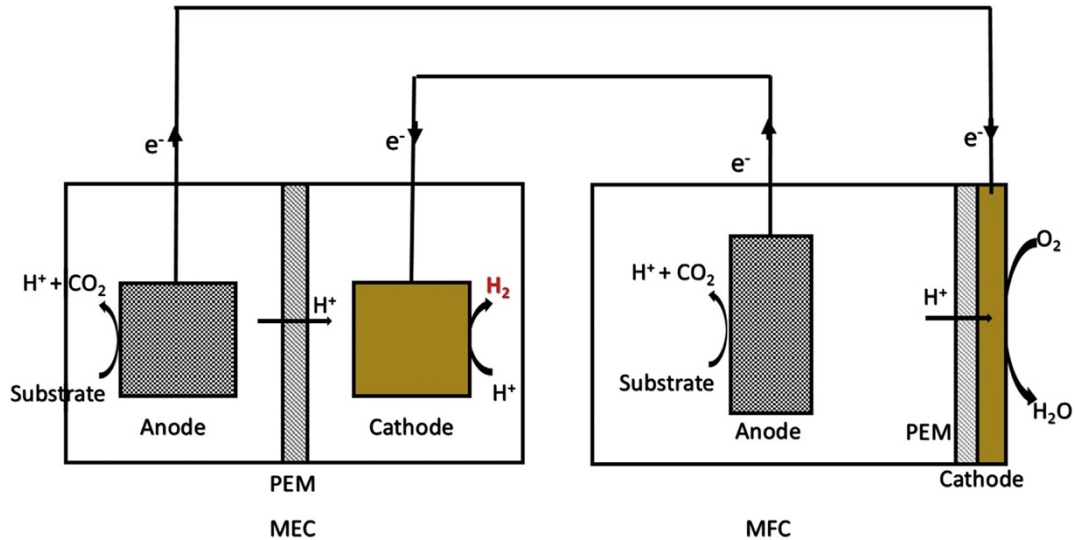 e⁻
e⁻
e⁻
e⁻
H⁺ + CO₂
Substrate
Anode
H⁺
PEM
H₂
H⁺
Cathode
MEC
H⁺ + CO₂
Substrate
Anode
H⁺
PEM
O₂
H₂O
Cathode
MFC